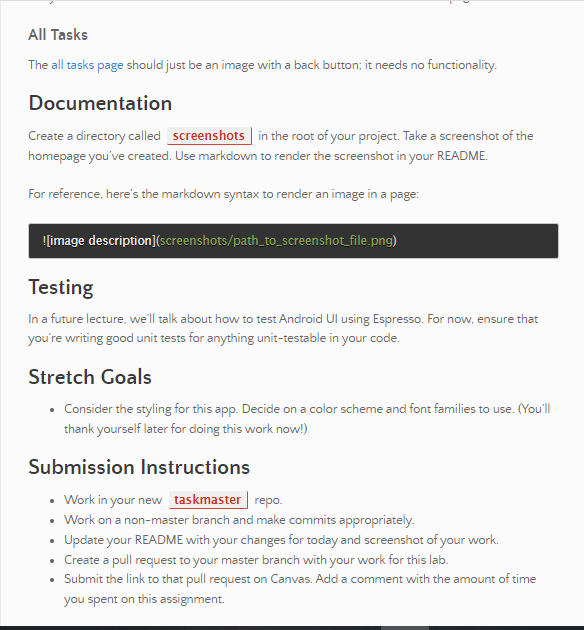 All Tasks
The all tasks page should just be an image with a back button; it needs no functionality.
Documentation
Create a directory called screenshots in the root of your project. Take a screenshot of the
homepage you've created. Use markdown to render the screenshot in your README.
For reference, here's the markdown syntax to render an image in a page:
![image description](screenshots/path_to_screenshot_file.png)
Testing
In a future lecture, we'll talk about how to test Android UI using Espresso. For now, ensure that
you're writing good unit tests for anything unit-testable in your code.
Stretch Goals
• Consider the styling for this app. Decide on a color scheme and font families to use. (You'll
thank yourself later for doing this work now!)
Submission Instructions
• Work in your new taskmaster repo.
• Work on a non-master branch and make commits appropriately.
• Update your README with your changes for today and screenshot of your work.
• Create a pull request to your master branch with your work for this lab.
• Submit the link to that pull request on Canvas. Add a comment with the amount of time
you spent on this assignment.